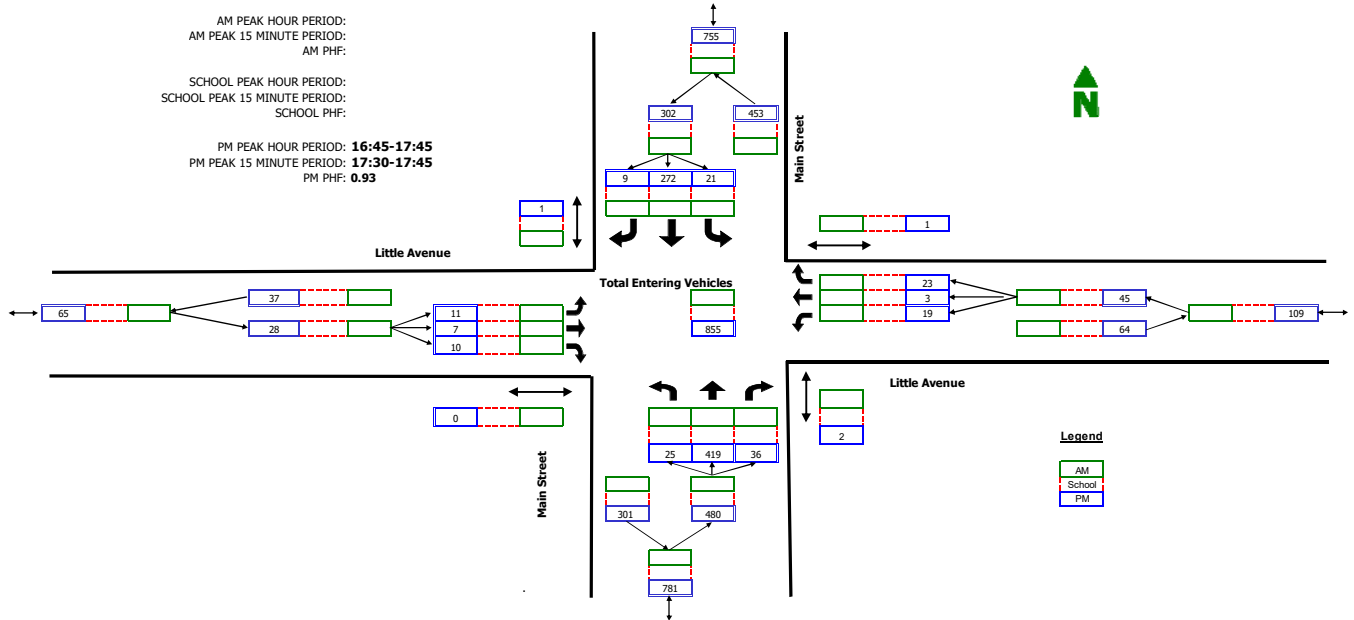 AM PEAK HOUR PERIOD:
AM PEAK 15 MINUTE PERIOD:
AM PHF:
SCHOOL PEAK HOUR PERIOD:
SCHOOL PEAK 15 MINUTE PERIOD:
SCHOOL PHF:
PM PEAK HOUR PERIOD: 16:45-17:45
PM PEAK 15 MINUTE PERIOD: 17:30-17:45
PM PHF: 0.93
755
302 453
9 272 21
Main Street
N
1
1
Little Avenue
Total Entering Vehicles
855
65
37
28
11
7
10
23
3
19
45
64
109
Little Avenue
0
2
Main Street
25 419 36
301 480
781
.
Legend
AM
School
PM